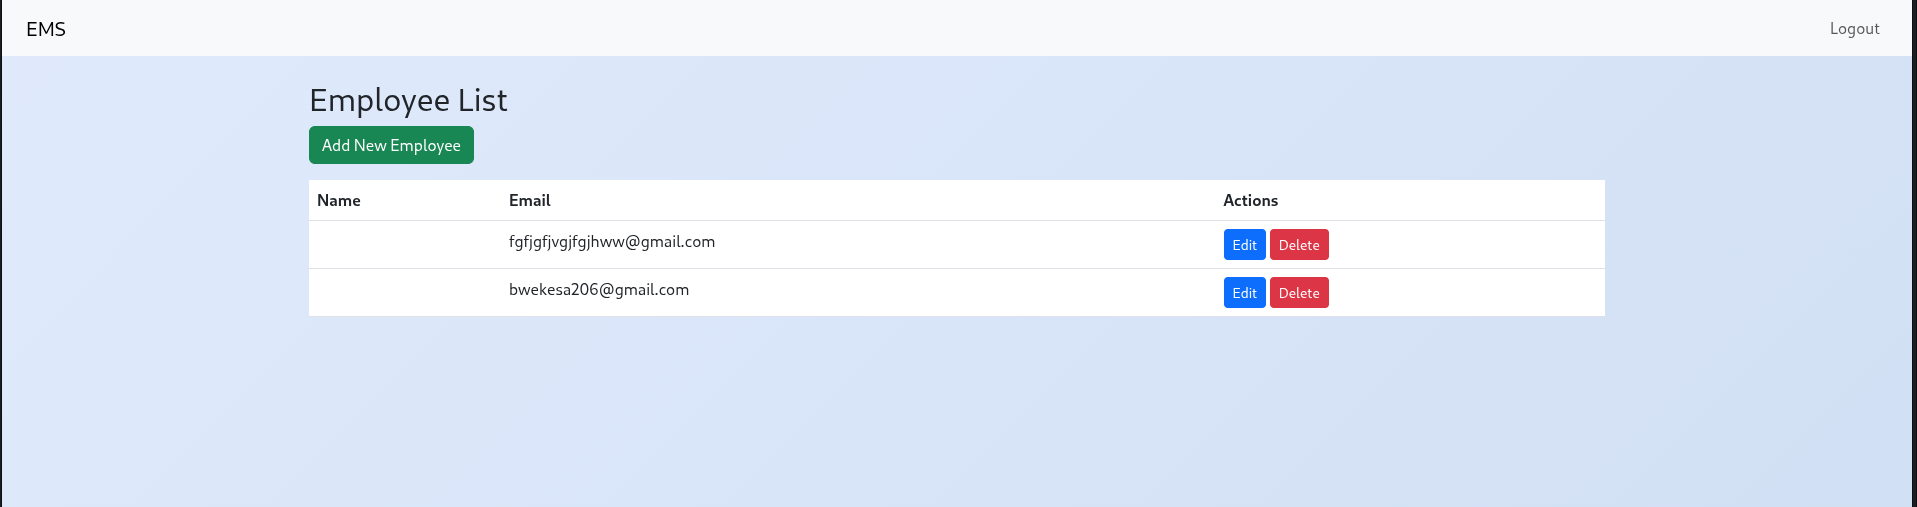 EMS Logout
Employee List
Add New Employee
Name Email Actions
fgfjgfjvgjfgjhww@gmail.com Edit Delete
bwekesa206@gmail.com Edit Delete